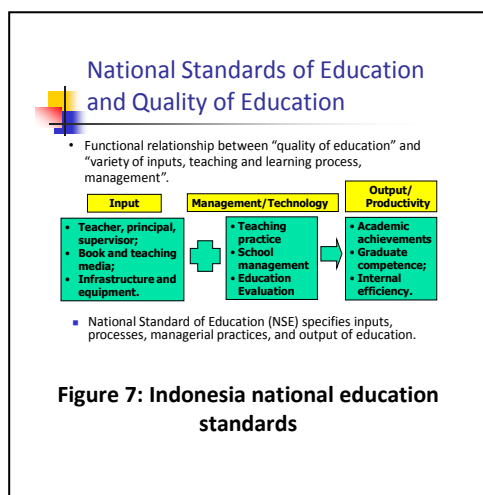 National Standards of Education
and Quality of Education
• Functional relationship between “quality of education” and
“variety of inputs, teaching and learning process,
management”.
Input
Management/Technology
Output/
Productivity
• Teacher, principal,
supervisor;
• Book and teaching
media;
• Infrastructure and
equipment.
• Teaching
practice
• School
management
• Education
Evaluation
• Academic
achievements
• Graduate
competence;
• Internal
efficiency.
▪ National Standard of Education (NSE) specifies inputs,
processes, managerial practices, and output of education.
Figure 7: Indonesia national education
standards